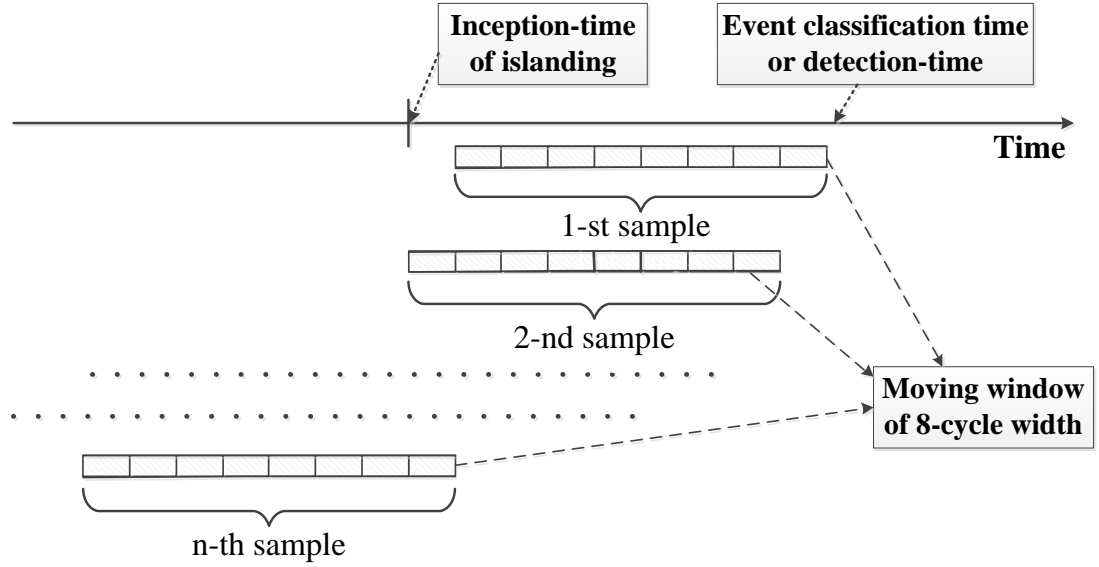 Inception-time
of islanding
Event classification time
or detection-time
Time
1-st sample
2-nd sample
Moving window
of 8-cycle width
n-th sample